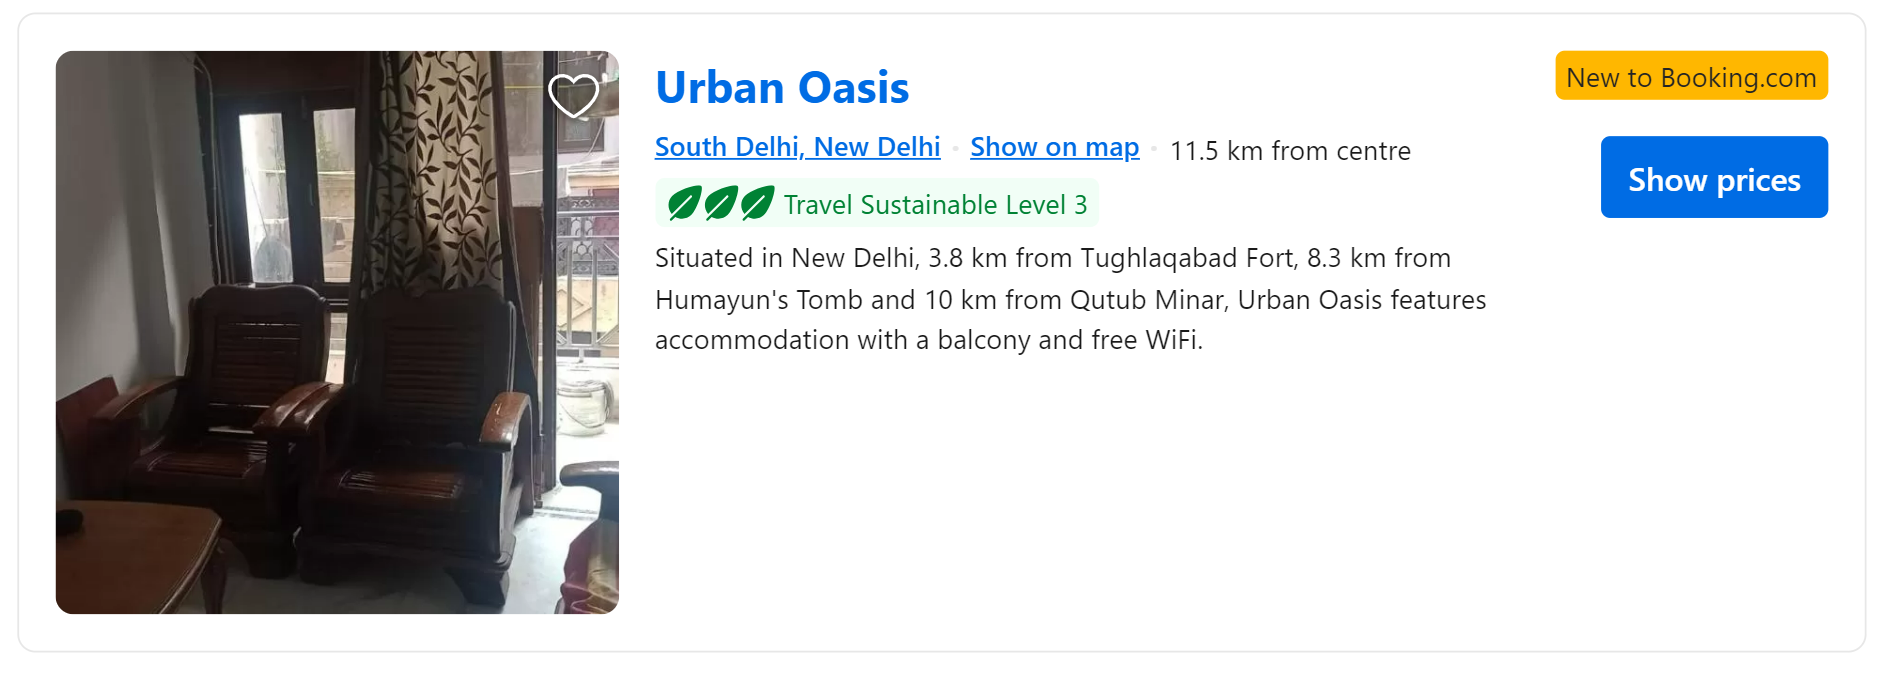 Urban Oasis
New to Booking.com
South Delhi, New Delhi · Show on map · 11.5 km from centre
Show prices
Travel Sustainable Level 3
Situated in New Delhi, 3.8 km from Tughlaqabad Fort, 8.3 km from
Humayun's Tomb and 10 km from Qutub Minar, Urban Oasis features
accommodation with a balcony and free WiFi.